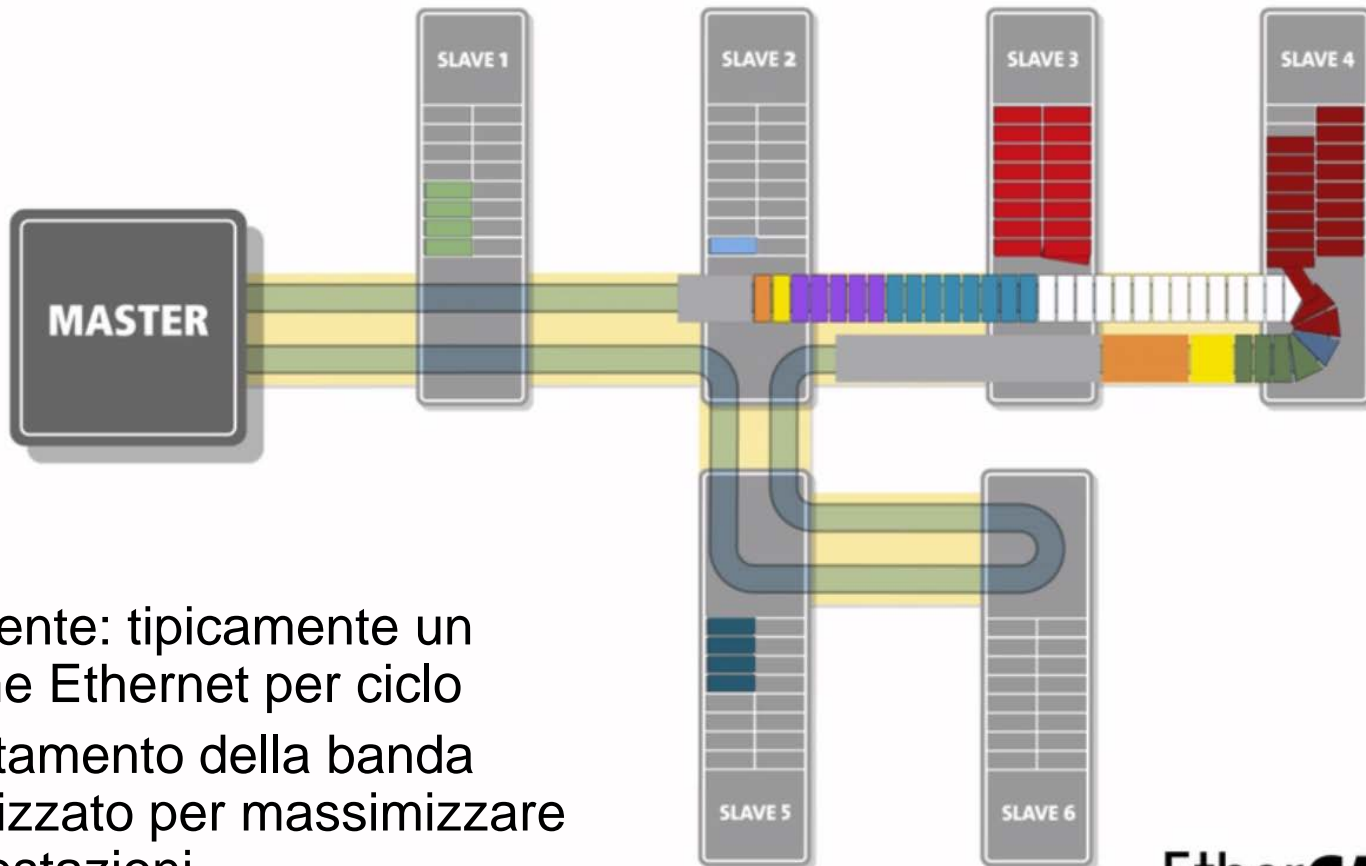 SLAVE 1
SLAVE 2
SLAVE 3
SLAVE 4
MASTER
ente: tipicamente un
e Ethernet per ciclo
tamento della banda
izzato per massimizzare
SLAVE 5
SLAVE 6